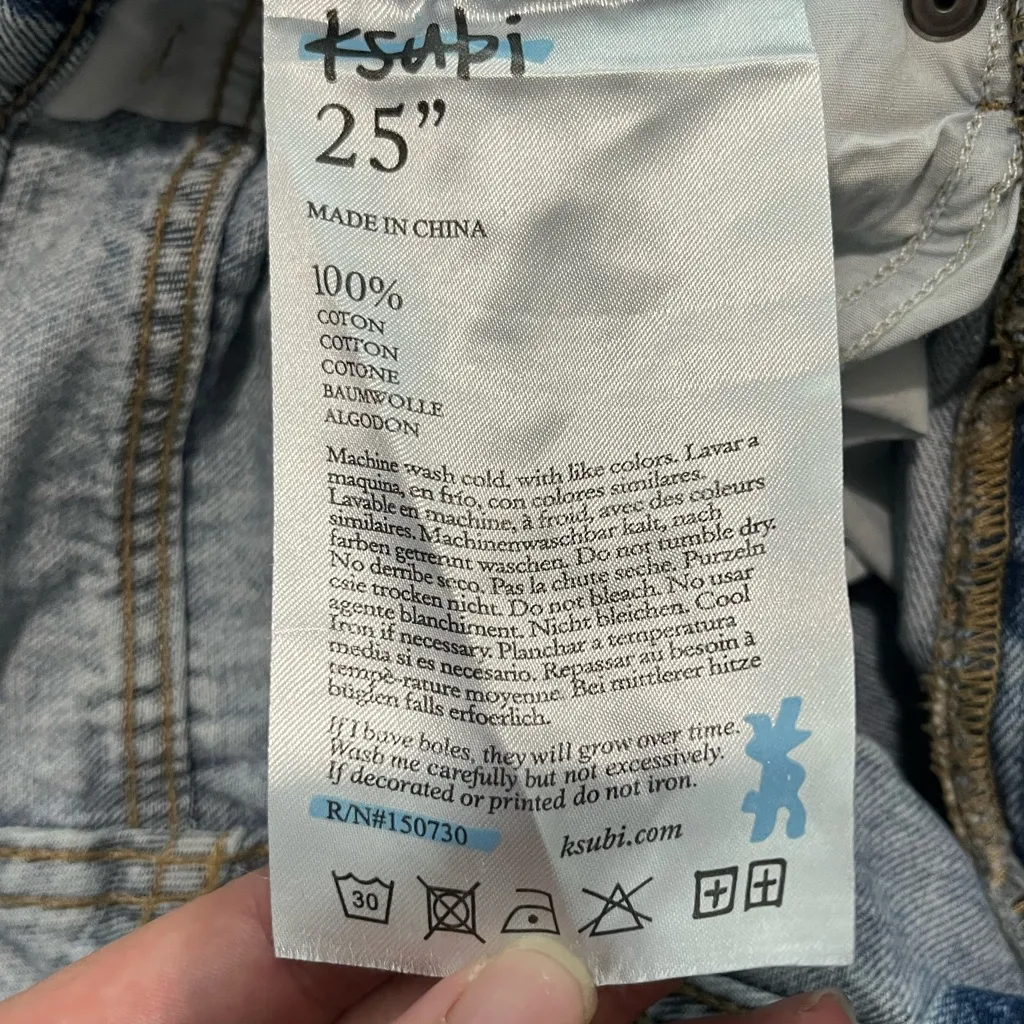 ksubi
25”
MADE IN CHINA
100%
COTON
COTTON
COTONE
BAUMWOLLE
ALGODON
Machine wash cold, with like colors. Lavar a
maquina, en frio, con colores similares.
Lavable en machine, à froid, avec des couleurs
similaires. Machinenwaschbar kalt, nach
farben getrennt waschen. Do not tumble dry.
No derribe seco. Pas la chute seche. Purzeln
csie trocken nicht. Do not bleach. No usar
agente blanchiment. Nicht bleichen. Cool
Iron if necessary. Planchar a temperatura
media si es necesario. Repassar au besoin à
tempè-rature moyenne. Bei mittlerer hitze
büglen falls erfoerlich.
If I have holes, they will grow over time.
Wash me carefully but not excessively.
If decorated or printed do not iron.
R/N#150730
ksubi.com
30